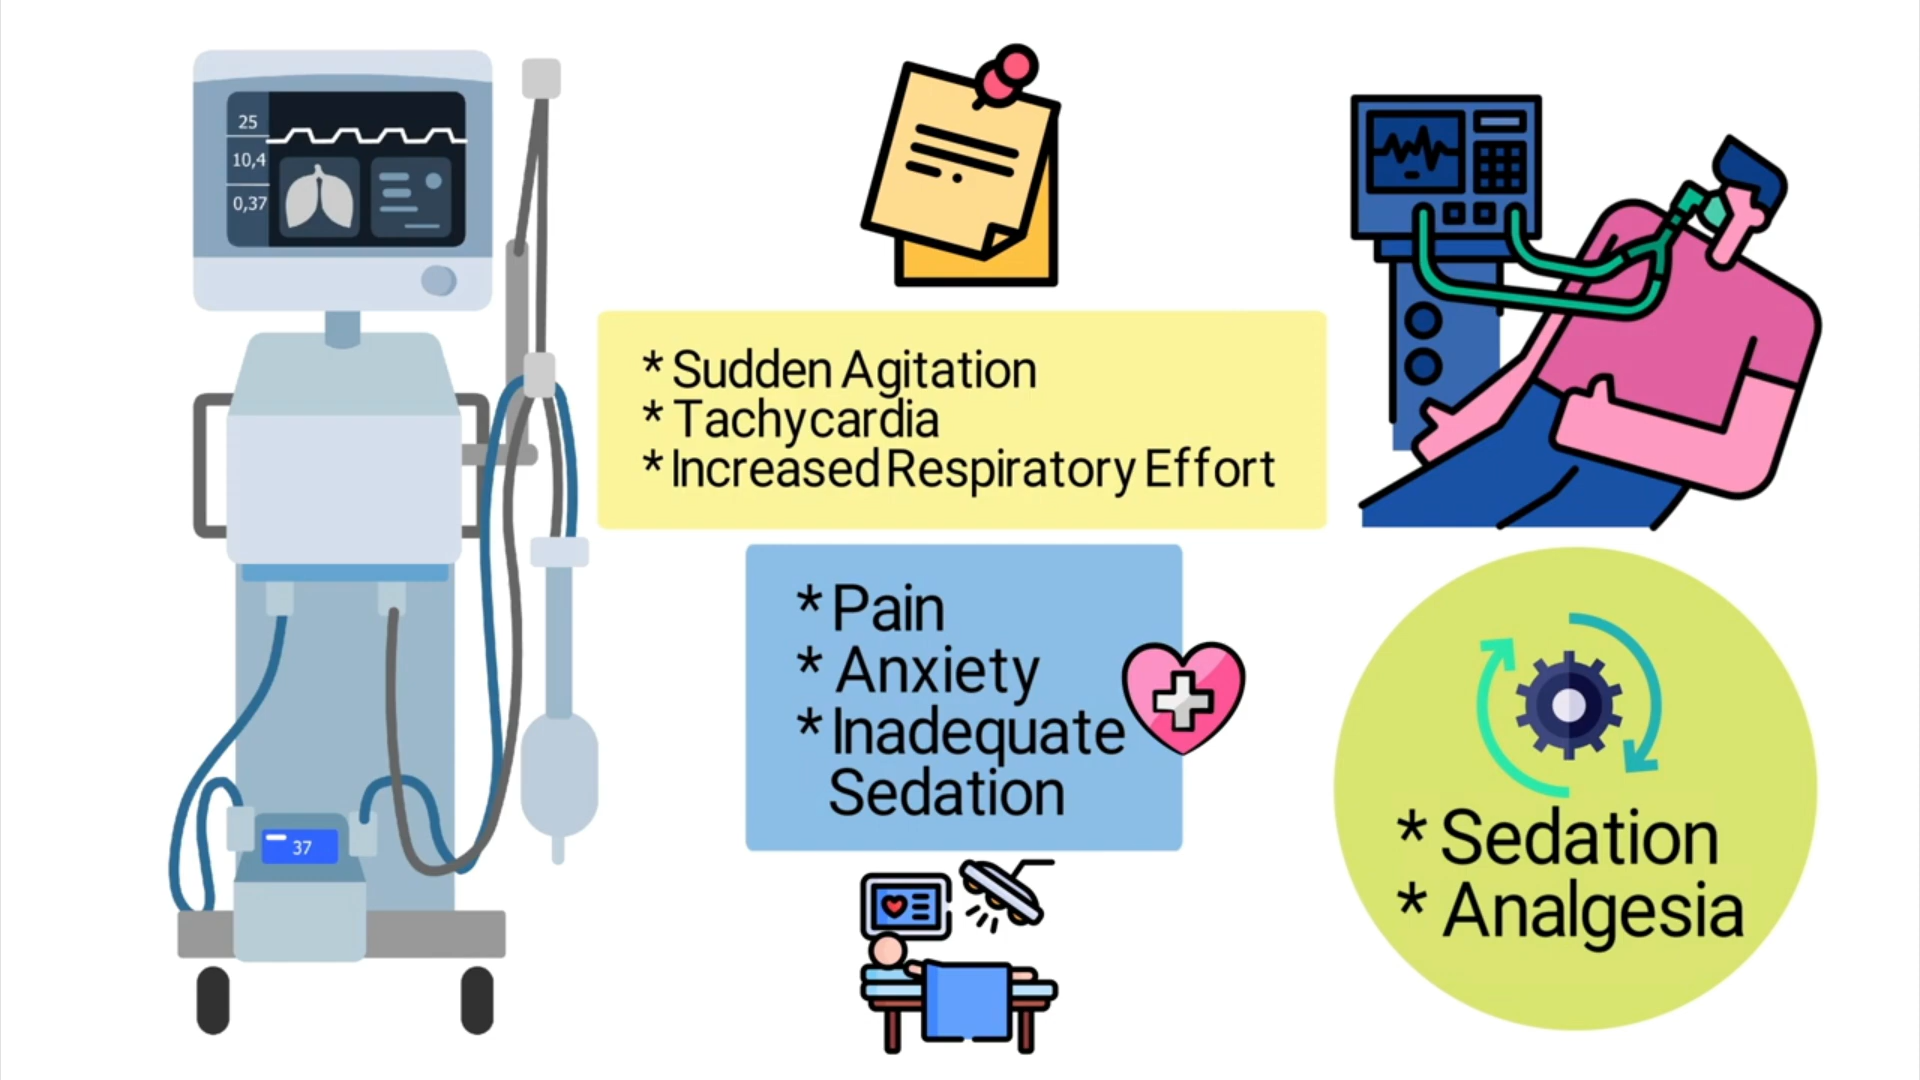 25
10,4
0,37
* Sudden Agitation
* Tachycardia
* Increased Respiratory Effort
* Pain
* Anxiety
* Inadequate
Sedation
37
* Sedation
* Analgesia